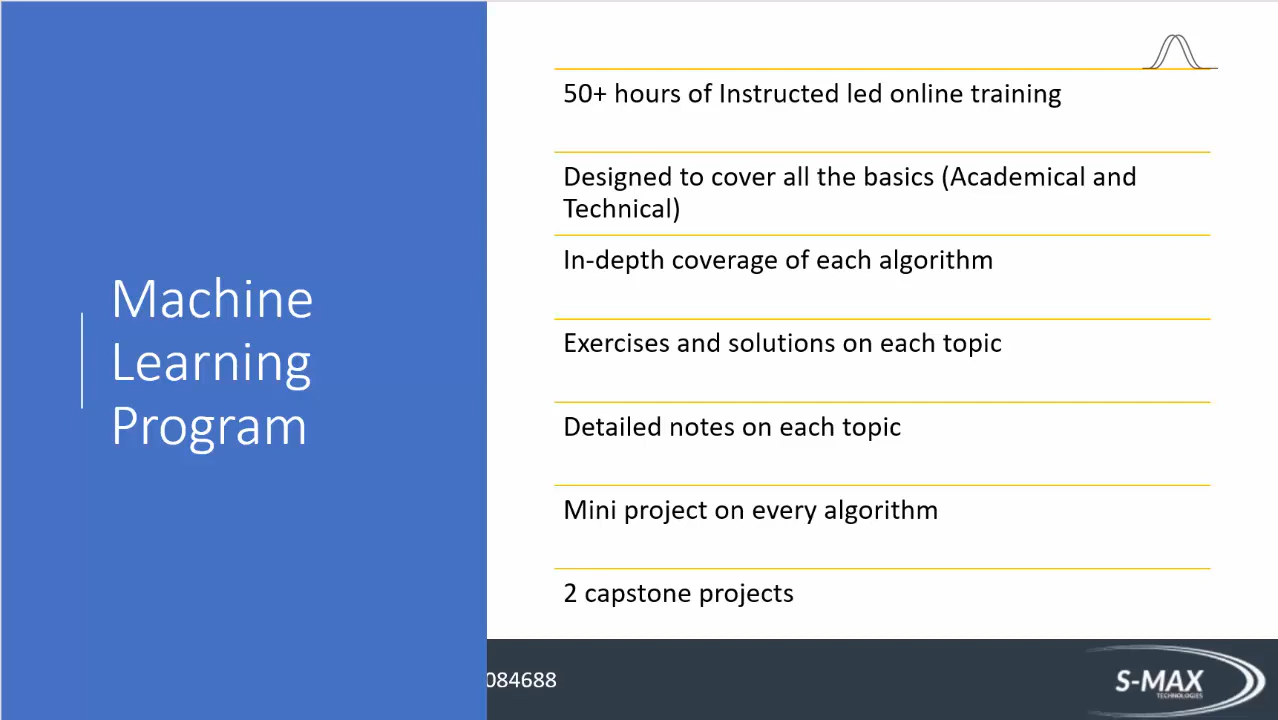 Machine
Learning
Program
50+ hours of Instructed led online training
Designed to cover all the basics (Academical and
Technical)
In-depth coverage of each algorithm
Exercises and solutions on each topic
Detailed notes on each topic
Mini project on every algorithm
2 capstone projects
084688
S-MAX
TECHNOLOGIES